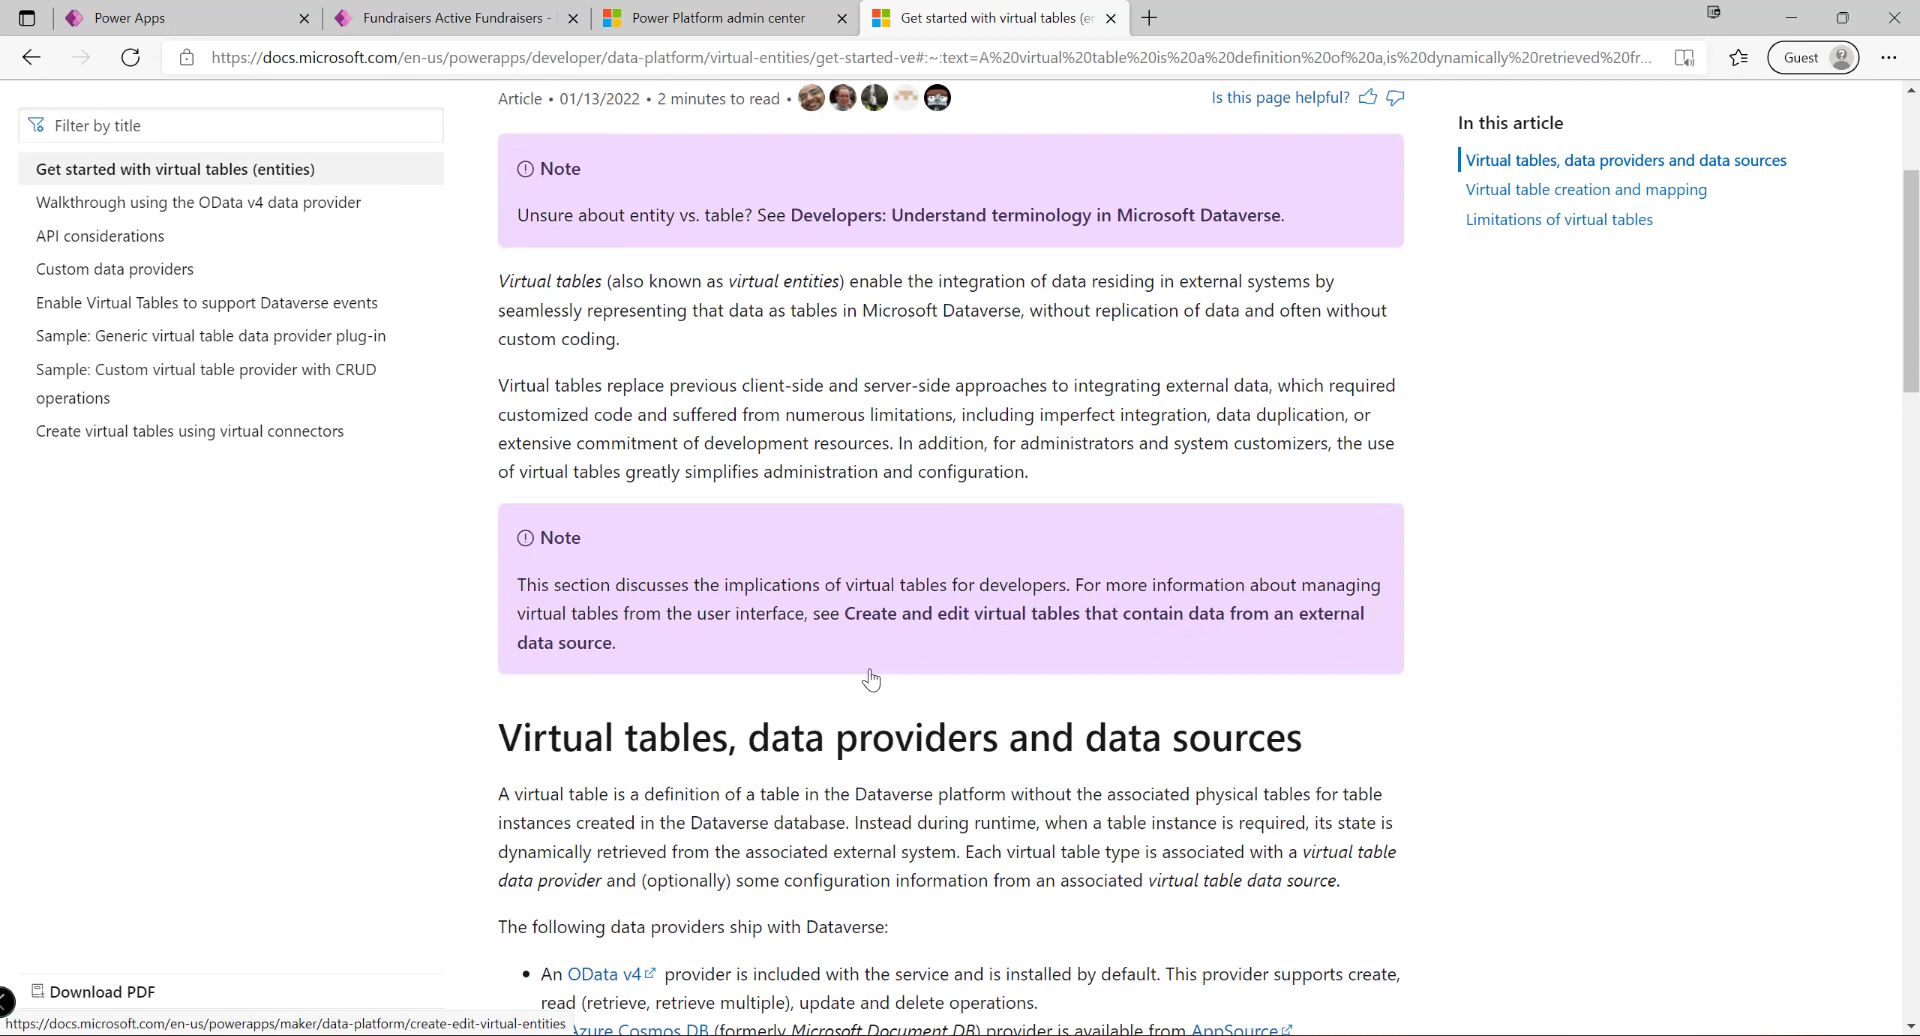 Power Apps
Fundraisers Active Fundraisers -
Power Platform admin center
Get started with virtual tables (er
https://docs.microsoft.com/en-us/powerapps/developer/data-platform/virtual-entities/get-started-ve#:~:text=A%20virtual%20table%20is%20a%20definition%20of%20a,is%20dynamically%20retrieved%20fr...
Guest
Filter by title
Get started with virtual tables (entities)
Walkthrough using the OData v4 data provider
API considerations
Custom data providers
Enable Virtual Tables to support Dataverse events
Sample: Generic virtual table data provider plug-in
Sample: Custom virtual table provider with CRUD
operations
Create virtual tables using virtual connectors
Download PDF
https://docs.microsoft.com/en-us/powerapps/maker/data-platform/create-edit-virtual-entities
Article • 01/13/2022 • 2 minutes to read •
Is this page helpful?
Note
Unsure about entity vs. table? See Developers: Understand terminology in Microsoft Dataverse.
Virtual tables (also known as virtual entities) enable the integration of data residing in external systems by
seamlessly representing that data as tables in Microsoft Dataverse, without replication of data and often without
custom coding.
Virtual tables replace previous client-side and server-side approaches to integrating external data, which required
customized code and suffered from numerous limitations, including imperfect integration, data duplication, or
extensive commitment of development resources. In addition, for administrators and system customizers, the use
of virtual tables greatly simplifies administration and configuration.
Note
This section discusses the implications of virtual tables for developers. For more information about managing
virtual tables from the user interface, see Create and edit virtual tables that contain data from an external
data source.
Virtual tables, data providers and data sources
A virtual table is a definition of a table in the Dataverse platform without the associated physical tables for table
instances created in the Dataverse database. Instead during runtime, when a table instance is required, its state is
dynamically retrieved from the associated external system. Each virtual table type is associated with a virtual table
data provider and (optionally) some configuration information from an associated virtual table data source.
The following data providers ship with Dataverse:
• An OData v4 provider is included with the service and is installed by default. This provider supports create,
read (retrieve, retrieve multiple), update and delete operations.
Azure Cosmos DB (formerly Microsoft Document DB) provider is available from AppSource
In this article
Virtual tables, data providers and data sources
Virtual table creation and mapping
Limitations of virtual tables